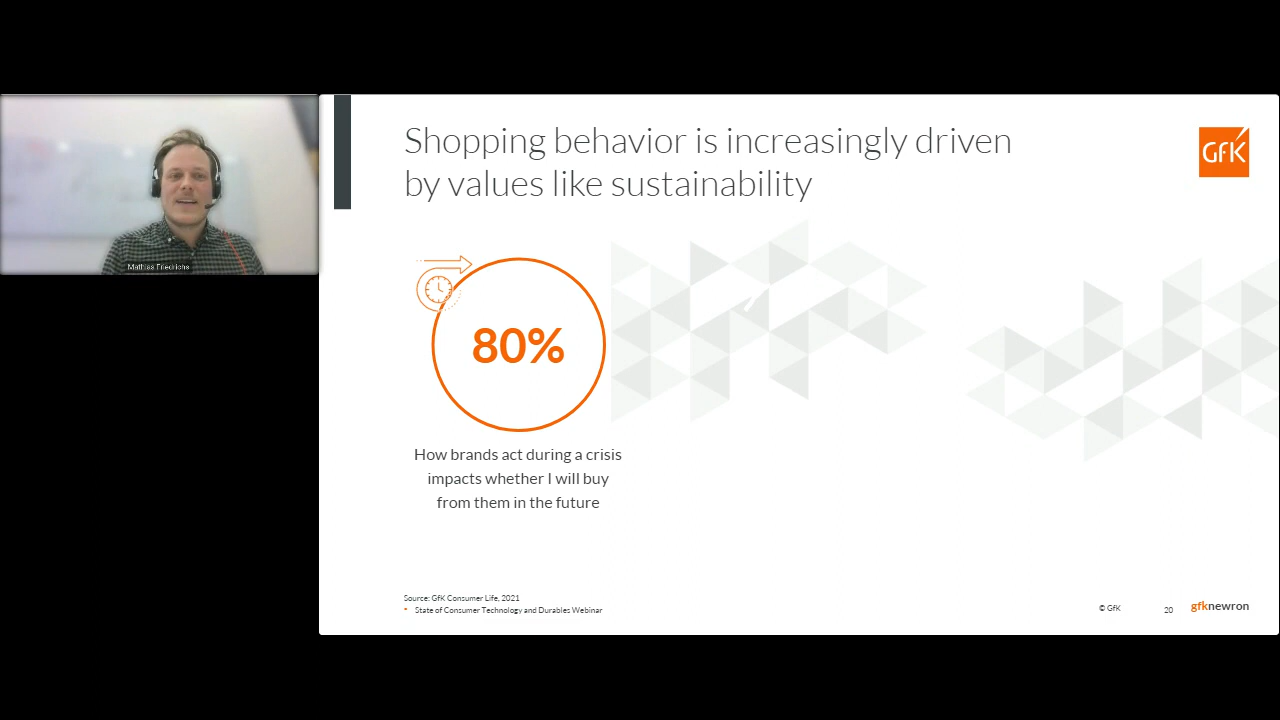 Shopping behavior is increasingly driven
by values like sustainability
GfK
80%
How brands act during a crisis
impacts whether I will buy
from them in the future
Mathias Friedrichs
Source: GfK Consumer Life, 2021
State of Consumer Technology and Durables Webinar
© GfK
20
gfknewron